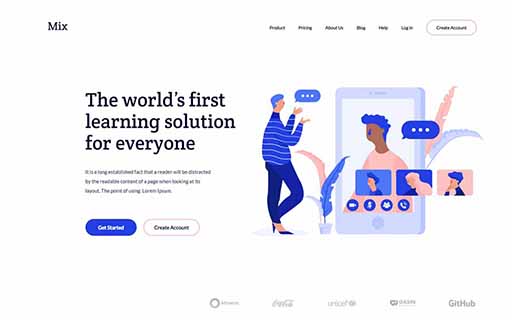 Mix
Product Pricing About Us Blog Help Log in Create Account
The world's first
learning solution
for everyone
It is a long established fact that a reader will be distracted
by the readable content of a page when looking at its
layout. The point of using Lorem Ipsum.
Get Started Create Account
Coca-Cola unicef GitHub